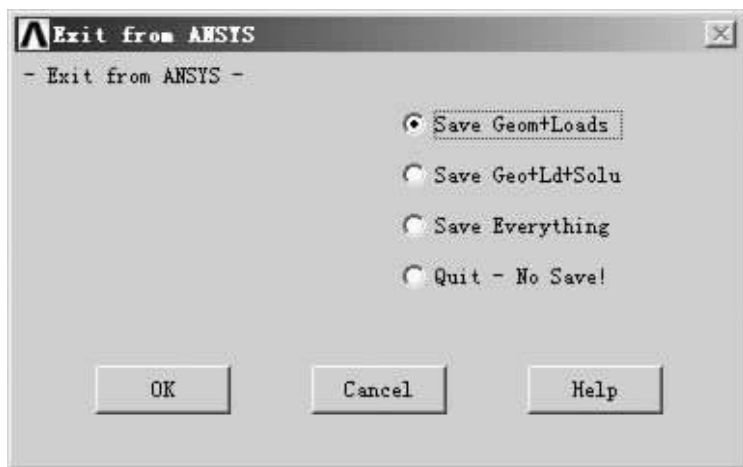 Exit from ANSYS
- Exit from ANSYS -
Save Geom+Loads
Save Geo+Ld+Solu
Save Everything
Quit - No Save!
OK Cancel Help